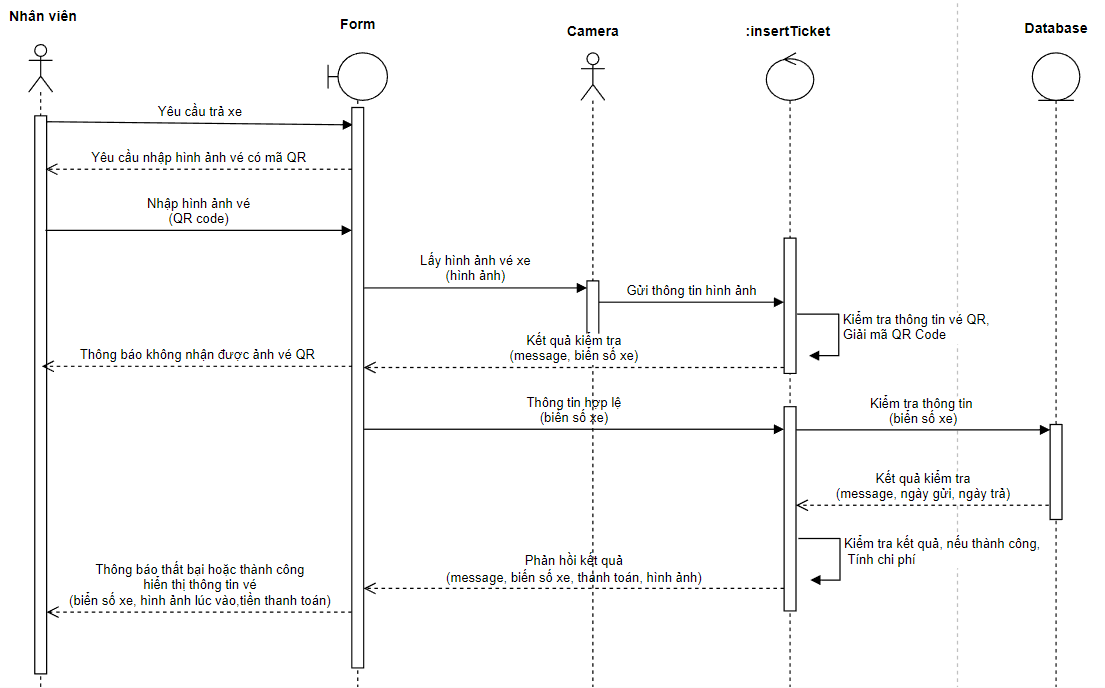 Nhân viên
Form
Camera
:insertTicket
Database
Yêu cầu trả xe
Yêu cầu nhập hình ảnh vé có mã QR
Nhập hình ảnh vé
(QR code)
Lấy hình ảnh vé xe
(hình ảnh)
Gửi thông tin hình ảnh
Kiểm tra thông tin vé QR,
Giải mã QR Code
Kết quả kiểm tra
(message, biển số xe)
Thông báo không nhận được ảnh vé QR
Thông tin hợp lệ
(biển số xe)
Kiểm tra thông tin
(biển số xe)
Kết quả kiểm tra
(message, ngày gửi, ngày trả)
Kiểm tra kết quả, nếu thành công,
Tính chi phí
Phản hồi kết quả
(message, biển số xe, thanh toán, hình ảnh)
Thông báo thất bại hoặc thành công
hiển thị thông tin vé
(biển số xe, hình ảnh lúc vào,tiền thanh toán)